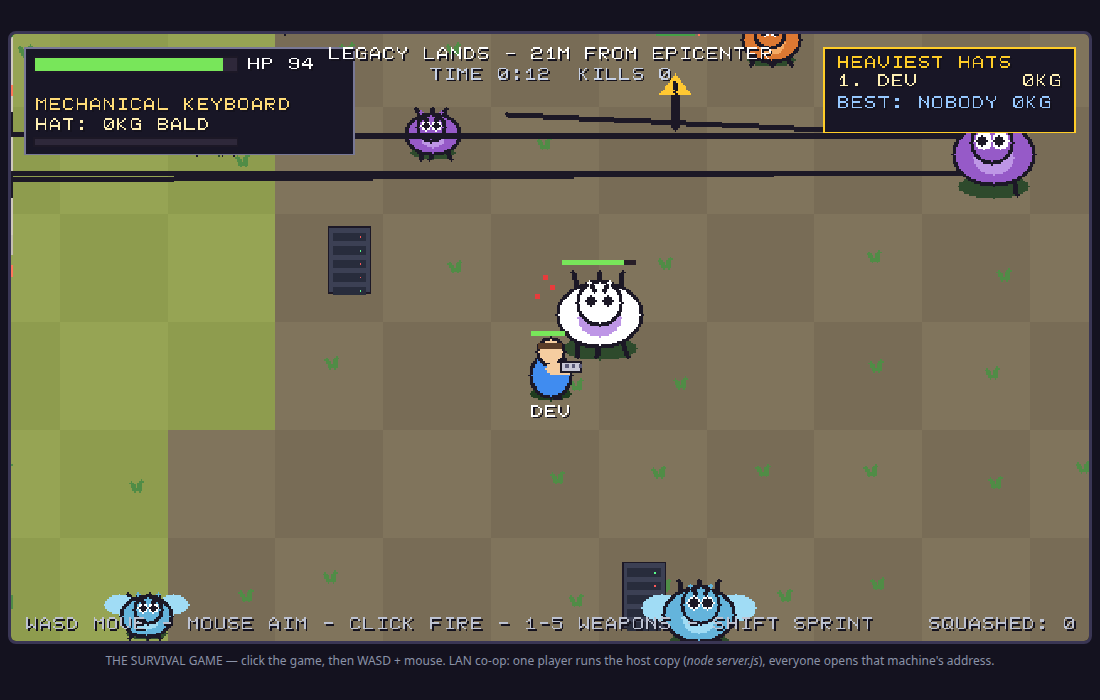 LEGACY LANDS - 21M FROM EPICENTER
TIME 0:12 KILLS 0
HP 94
MECHANICAL KEYBOARD
HAT: 0KG BALD
HEAVIEST HATS
1. DEV 0KG
BEST: NOBODY 0KG
DEV
WASD MOVE - MOUSE AIM - CLICK FIRE - 1-5 WEAPONS - SHIFT SPRINT
SQUASHED: 0
THE SURVIVAL GAME — click the game, then WASD + mouse. LAN co-op: one player runs the host copy (node server.js), everyone opens that machine's address.